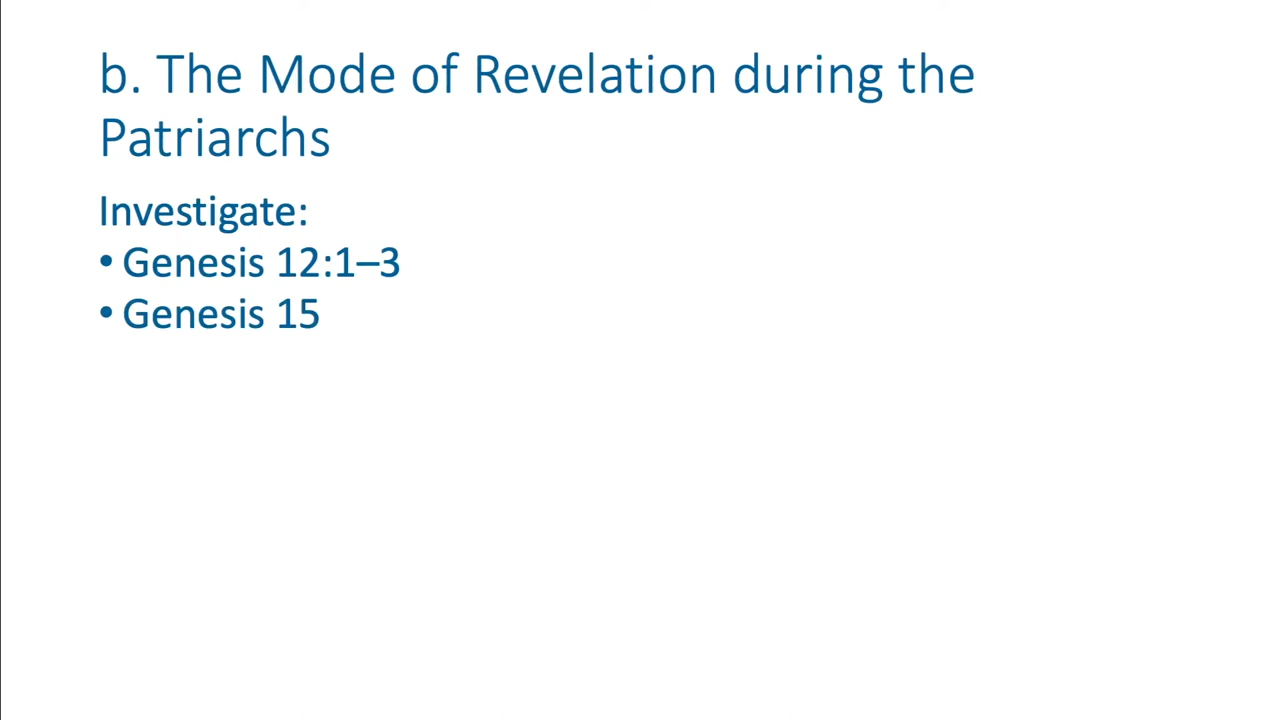 b. The Mode of Revelation during the
Patriarchs
Investigate:
• Genesis 12:1–3
• Genesis 15